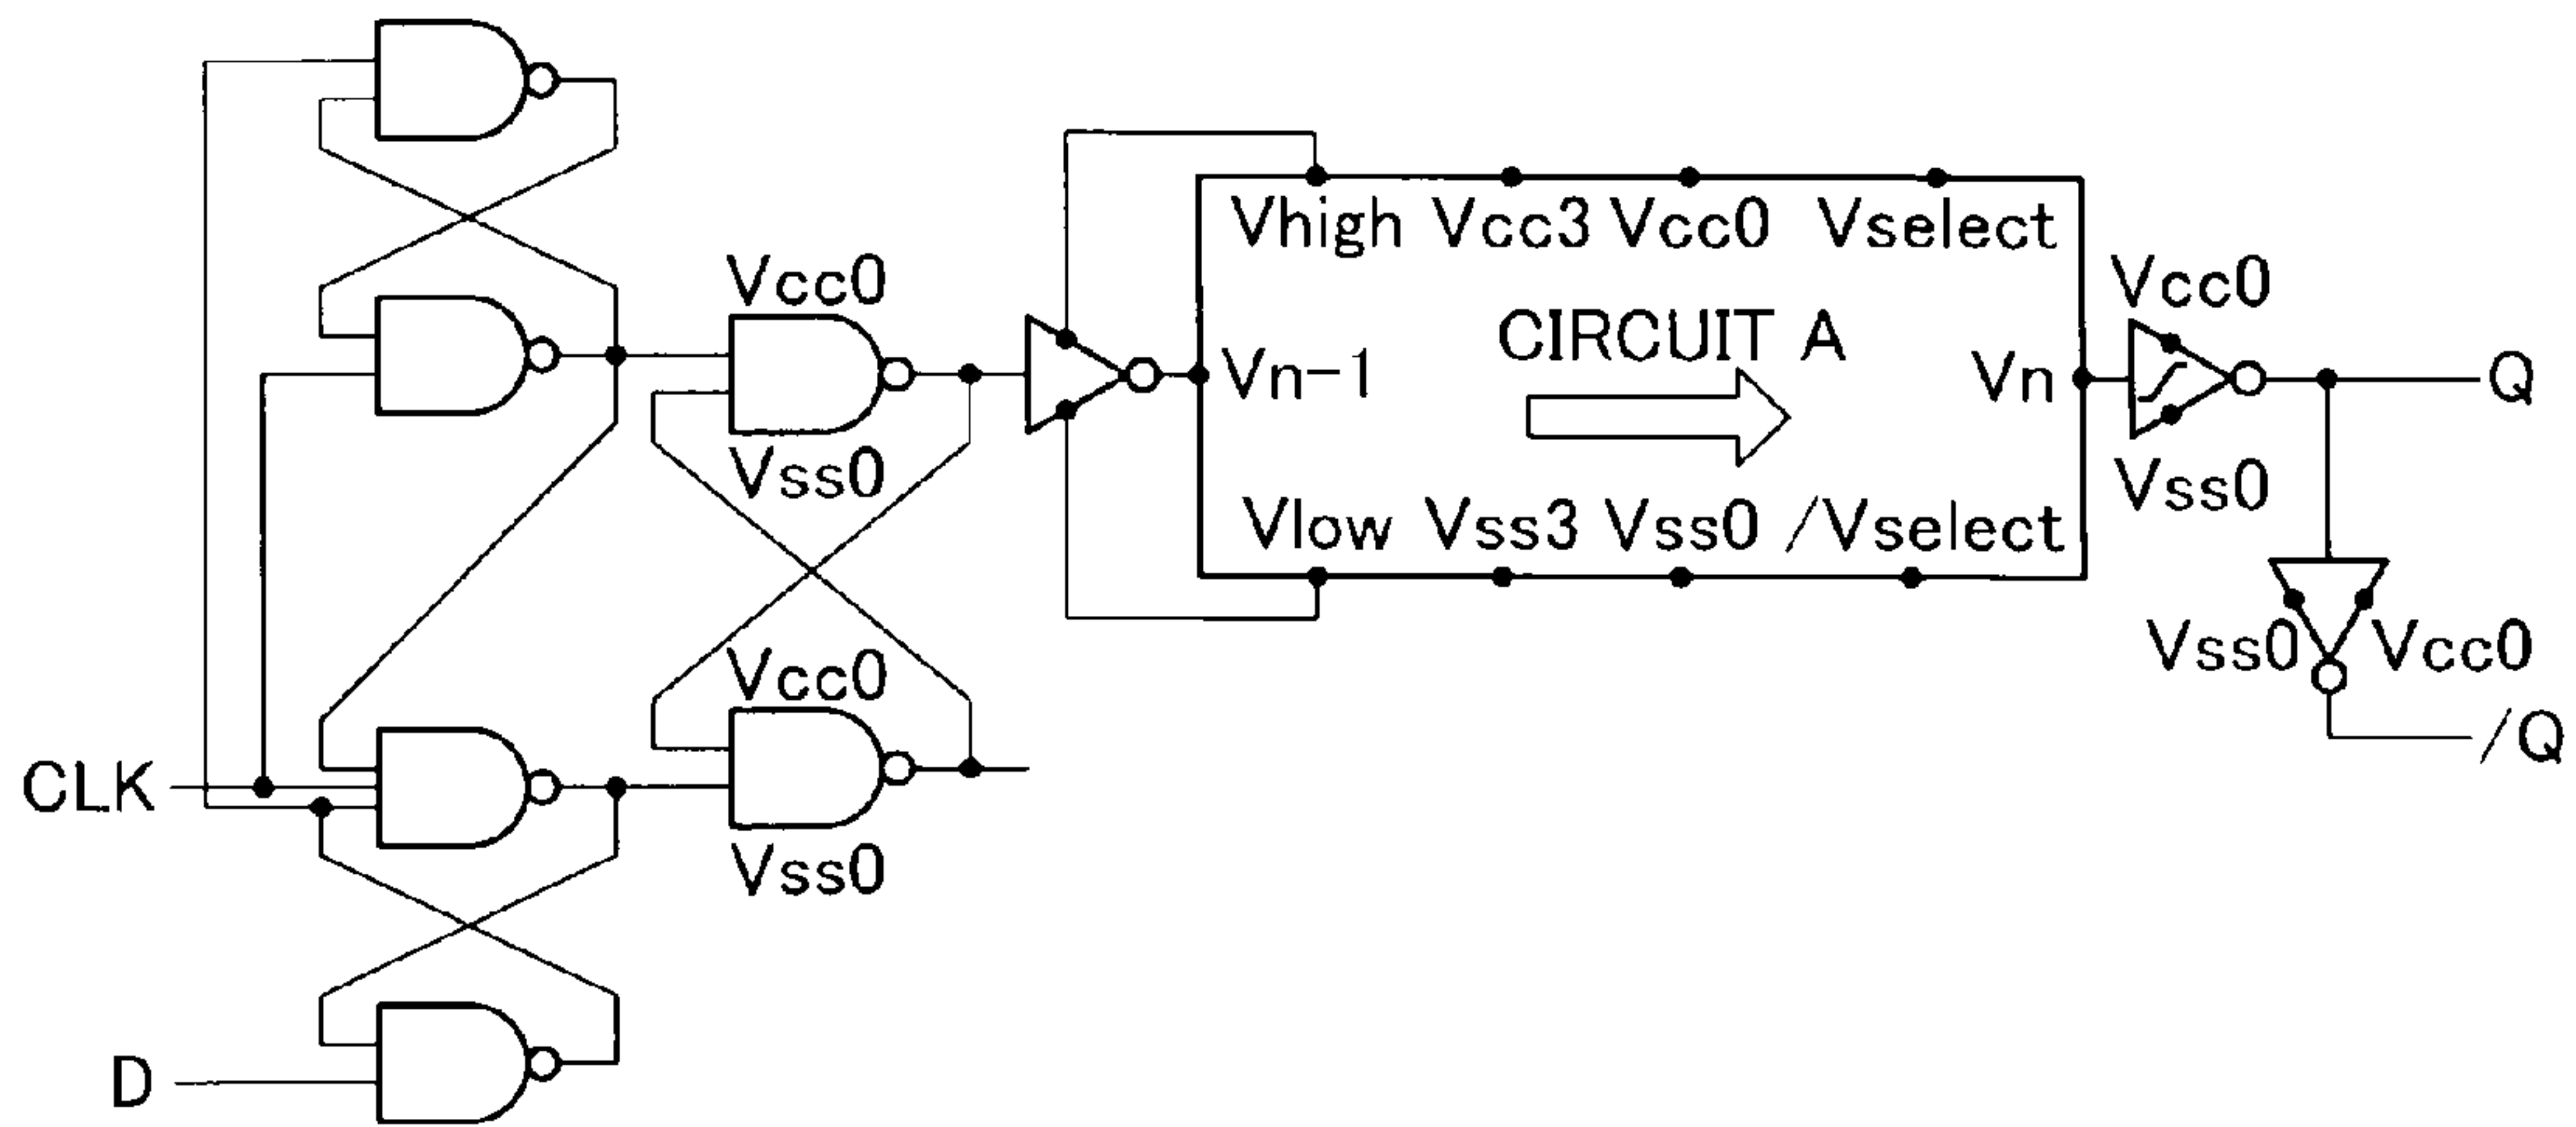 Vhigh Vcc3 Vcc0 Vselect
Vcc0
Vcc0
CIRCUIT A
Vn-1
Vn
Q
Vss0
Vss0
Vlow Vss3 Vss0 /Vselect
Vss0
Vcc0
Vcc0
/Q
CLK
Vss0
D